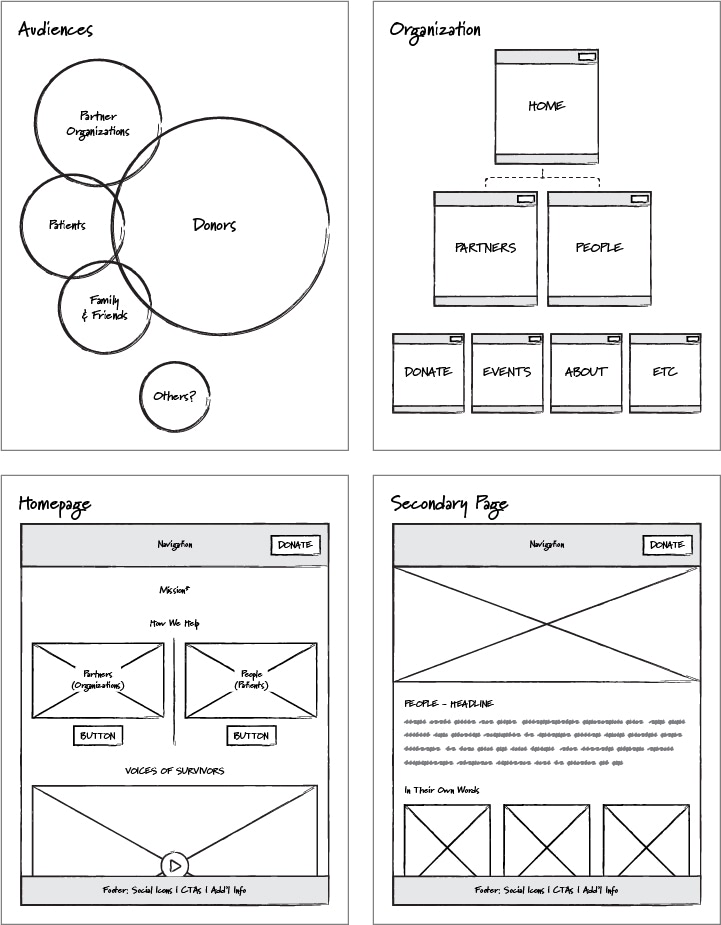 Audiences
Partner
Organizations
Patients
Donors
Family
& Friends
Others?
Organization
HOME
PARTNERS
PEOPLE
DONATE
EVENTS
ABOUT
ETC
Homepage
Navigation
DONATE
Mission*
How We Help
Partners
(Organizations)
People
(Patients)
BUTTON
BUTTON
VOICES OF SURVIVORS
Footer: Social Icons | CTAs | Add'l Info
Secondary Page
Navigation
DONATE
PEOPLE - HEADLINE
In Their Own Words
Footer: Social Icons | CTAs | Add'l Info